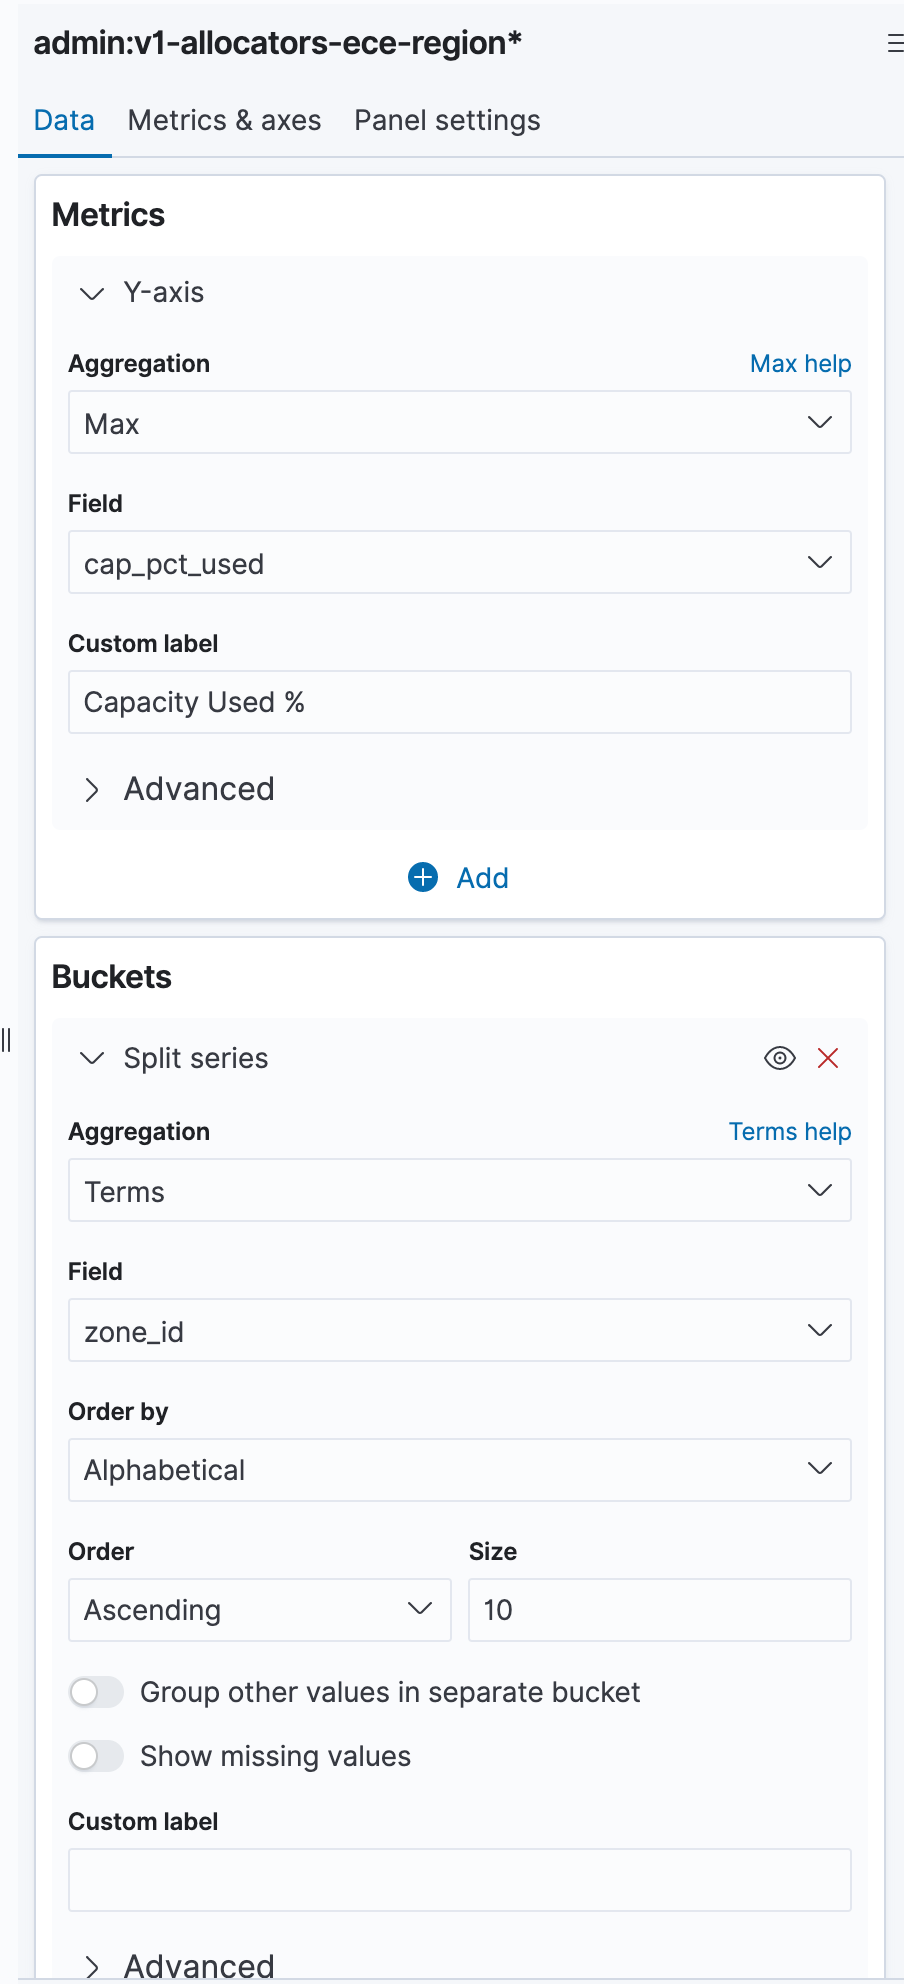 admin:v1-allocators-ece-region*
Data Metrics & axes Panel settings
Metrics
Y-axis
Aggregation Max help
Max
Field
cap_pct_used
Custom label
Capacity Used %
Advanced
Add
Buckets
Split series
Aggregation Terms help
Terms
Field
zone_id
Order by
Alphabetical
Order Size
Ascending 10
Group other values in separate bucket
Show missing values
Custom label
Advanced